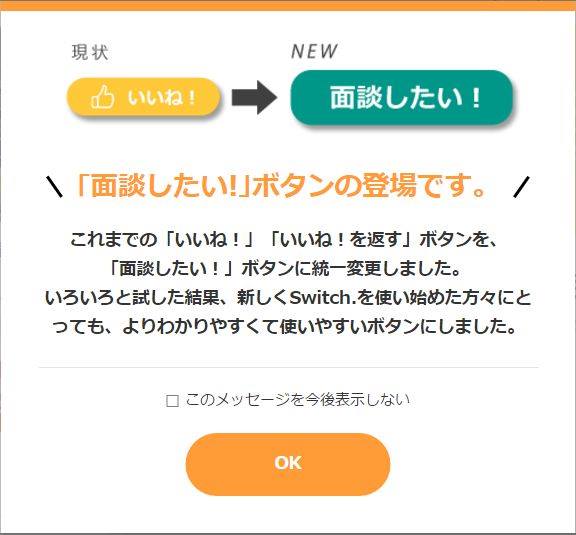 現状
NEW
いいね！
面談したい！
\「面談したい!」ボタンの登場です。/
これまでの「いいね！」「いいね！を返す」ボタンを、
「面談したい！」ボタンに統一変更しました。
いろいろと試した結果、新しくSwitch.を使い始めた方々にと
っても、よりわかりやすくて使いやすいボタンにしました。
このメッセージを今後表示しない
OK